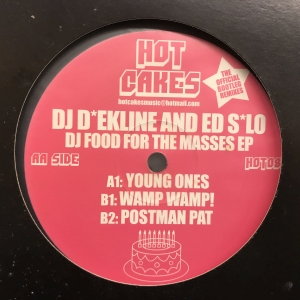 HOT
CAKES
hotcakesmusic@hotmail.com
THE
OFFICIAL
BOOTLEG
REMIXES
DJ D*EKLINE AND ED S*LO
DJ FOOD FOR THE MASSES EP
AA SIDE
HOT08
A1: YOUNG ONES
B1: WAMP WAMP!
B2: POSTMAN PAT